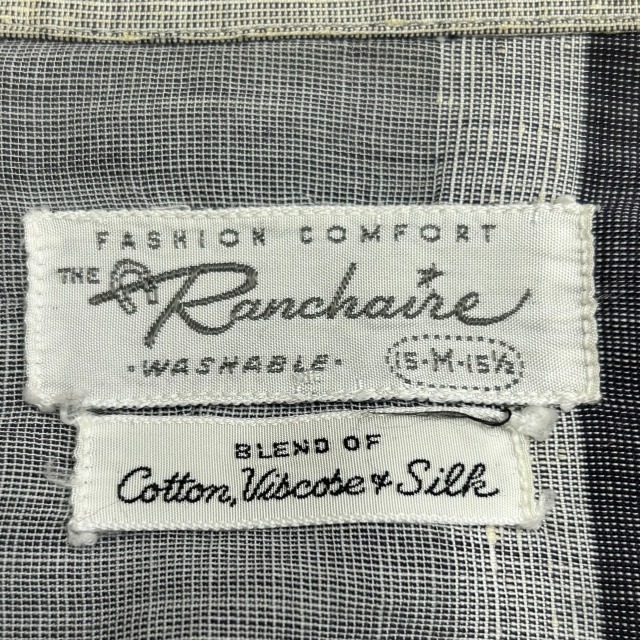 FASHION COMFORT
THE Ranchaire
·WASHABLE· 15-M-15½
BLEND OF
Cotton, Viscose & Silk